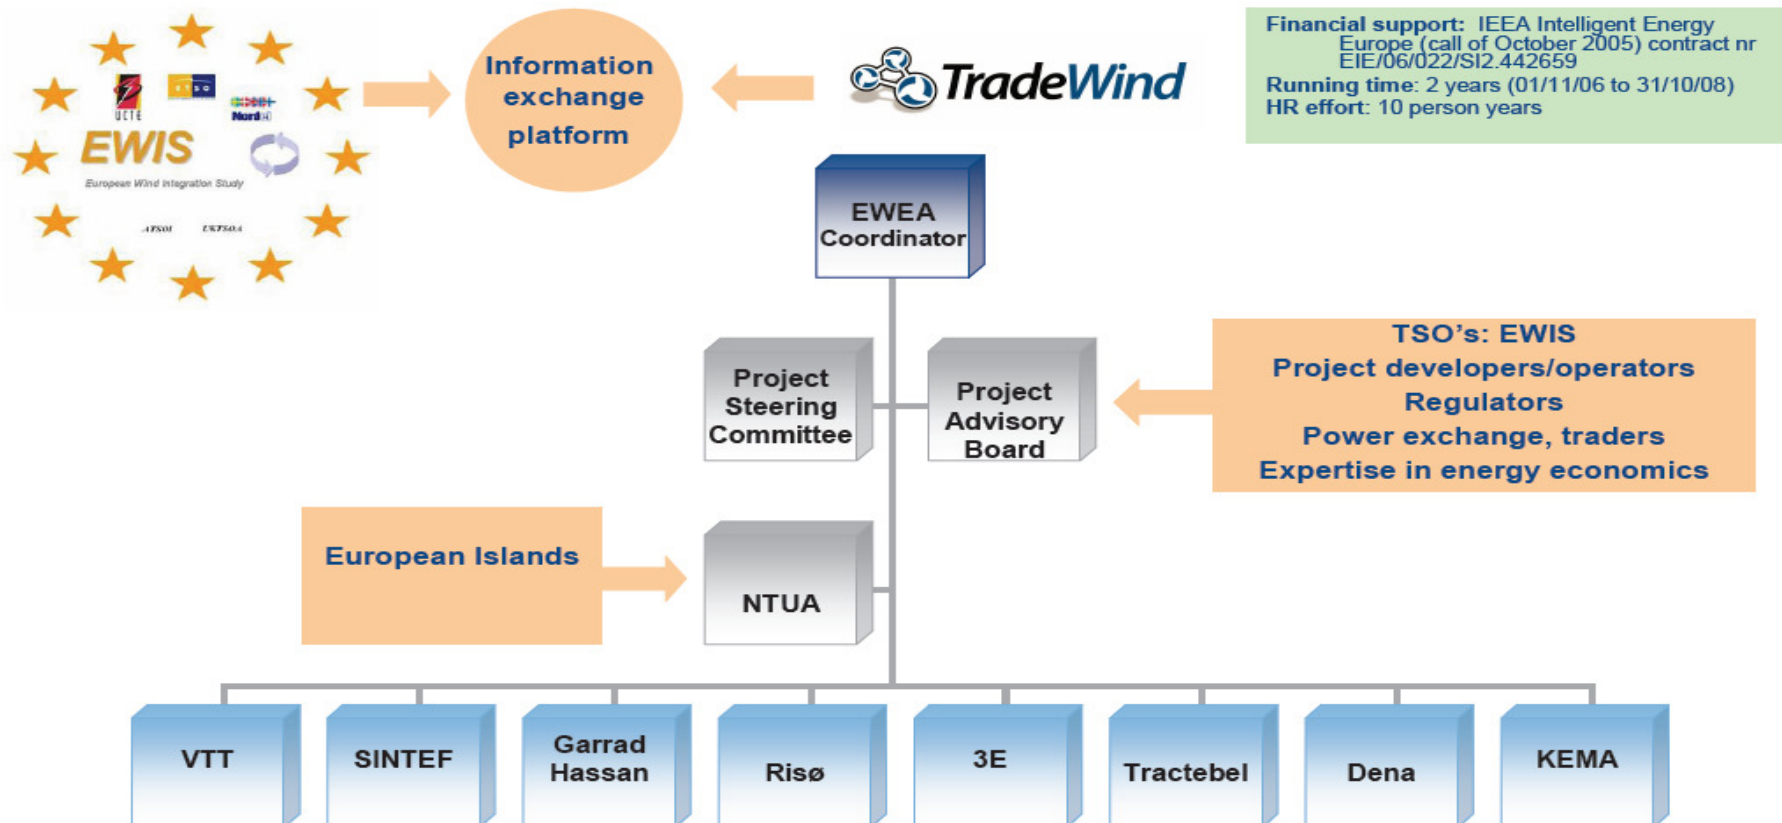 UCTE
ETSO
Nordel
EWIS
European Wind Integration Study
ATSOI UKTSOA
Information
exchange
platform
TradeWind
Financial support: IEEA Intelligent Energy
Europe (call of October 2005) contract nr
EIE/06/022/SI2.442659
Running time: 2 years (01/11/06 to 31/10/08)
HR effort: 10 person years
EWEA
Coordinator
Project
Steering
Committee
Project
Advisory
Board
TSO's: EWIS
Project developers/operators
Regulators
Power exchange, traders
Expertise in energy economics
European Islands
NTUA
VTT
SINTEF
Garrad
Hassan
Risø
3E
Tractebel
Dena
KEMA